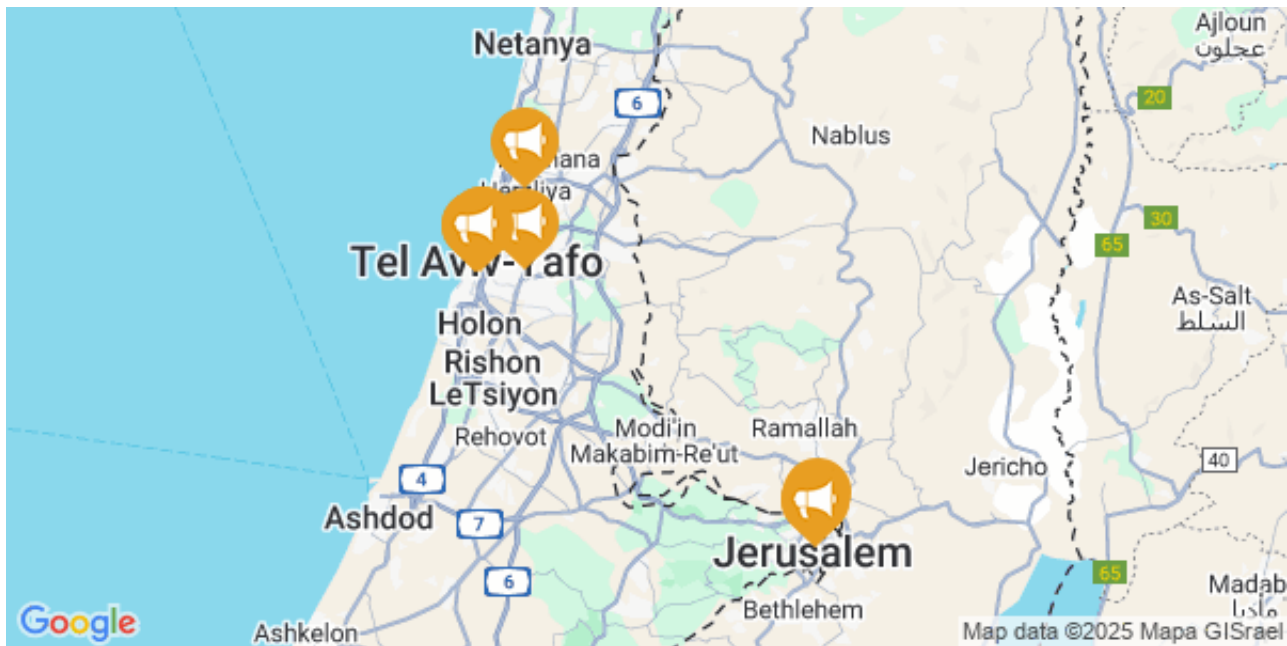 Netanya
Ajloun
عجلون
6
20
Nablus
30
65
Tel Aviv-Yafo
As-Salt
السلط
Holon
Rishon
LeTsiyon
Rehovot
Modi'in
Makabim-Re'ut
Ramallah
Jericho
40
4
Ashdod
7
Jerusalem
6
65
Bethlehem
Madab
مادبا
Google
Ashkelon
Map data ©2025 Mapa GISrael